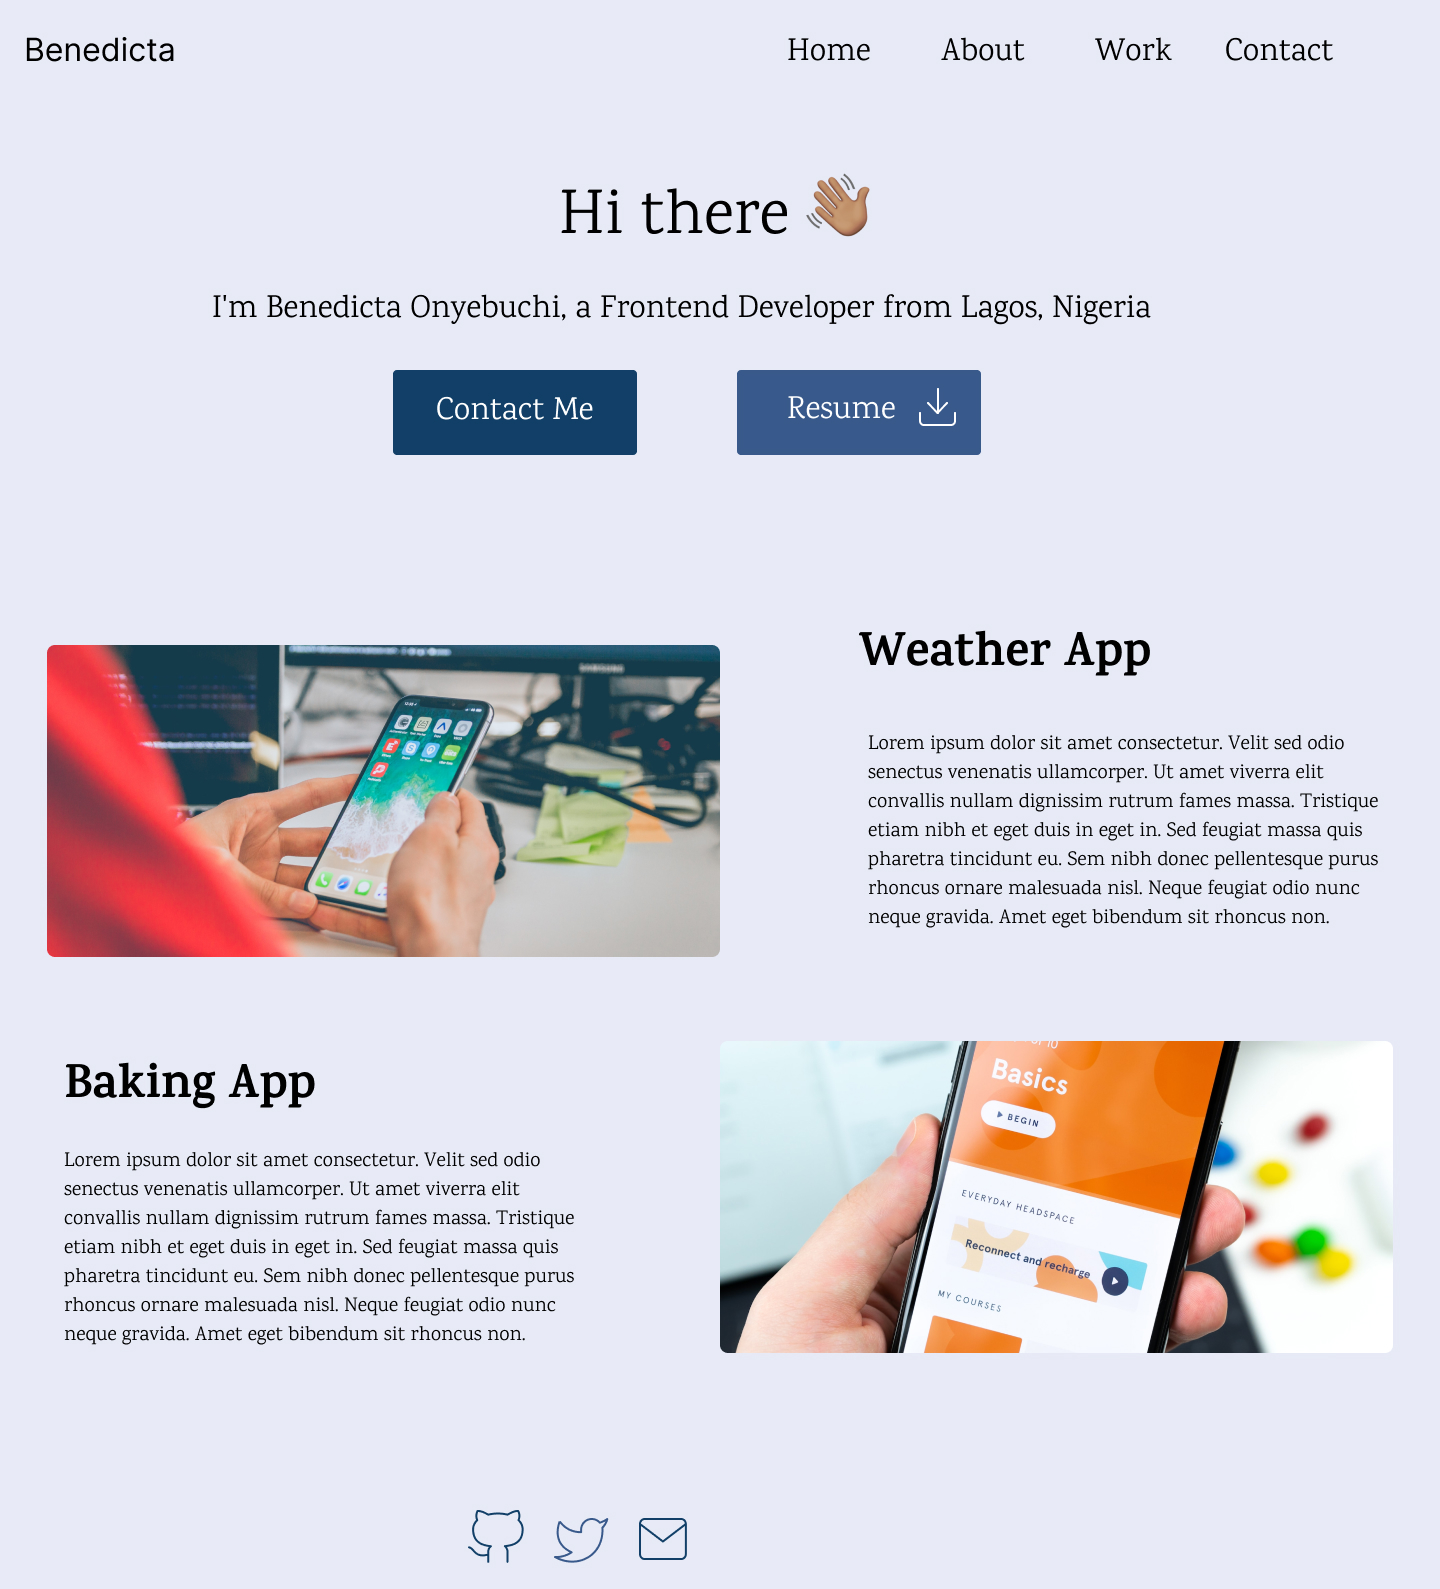 Benedicta
Home About Work Contact
Hi there 👋🏽
I'm Benedicta Onyebuchi, a Frontend Developer from Lagos, Nigeria
Contact Me
Resume
SAMSUNG
Weather App
Lorem ipsum dolor sit amet consectetur. Velit sed odio
senectus venenatis ullamcorper. Ut amet viverra elit
convallis nullam dignissim rutrum fames massa. Tristique
etiam nibh et eget duis in eget in. Sed feugiat massa quis
pharetra tincidunt eu. Sem nibh donec pellentesque purus
rhoncus ornare malesuada nisl. Neque feugiat odio nunc
neque gravida. Amet eget bibendum sit rhoncus non.
Baking App
Lorem ipsum dolor sit amet consectetur. Velit sed odio
senectus venenatis ullamcorper. Ut amet viverra elit
convallis nullam dignissim rutrum fames massa. Tristique
etiam nibh et eget duis in eget in. Sed feugiat massa quis
pharetra tincidunt eu. Sem nibh donec pellentesque purus
rhoncus ornare malesuada nisl. Neque feugiat odio nunc
neque gravida. Amet eget bibendum sit rhoncus non.
10
Basics
BEGIN
EVERYDAY HEADSPACE
Reconnect and recharge
MY COURSES